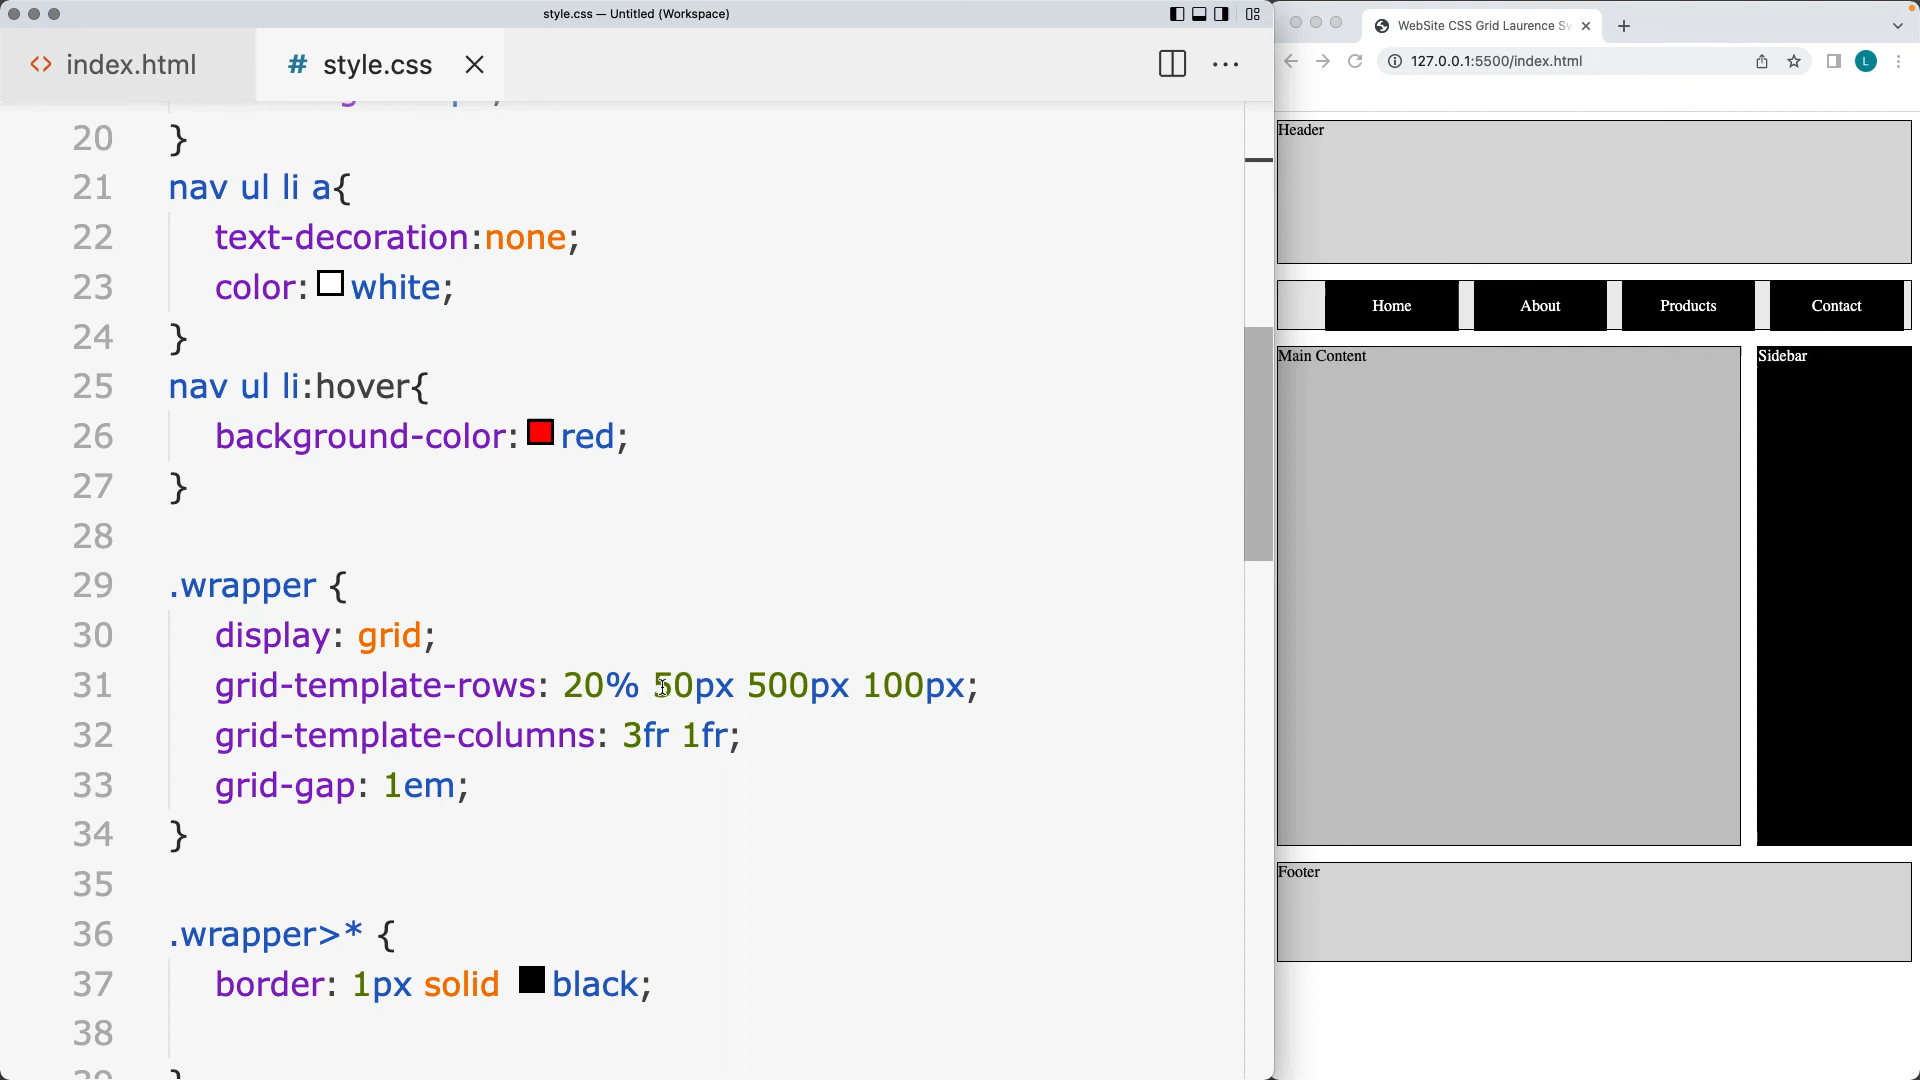 style.css — Untitled (Workspace)
index.html
# style.css
20 }
21 nav ul li a{
22 text-decoration:none;
23 color: white;
24 }
25 nav ul li:hover{
26 background-color: red;
27 }
28
29 .wrapper {
30 display: grid;
31 grid-template-rows: 20% 50px 500px 100px;
32 grid-template-columns: 3fr 1fr;
33 grid-gap: 1em;
34 }
35
36 .wrapper>* {
37 border: 1px solid black;
38
WebSite CSS Grid Laurence
127.0.0.1:5500/index.html
L
Header
Home About Products Contact
Main Content
Sidebar
Footer